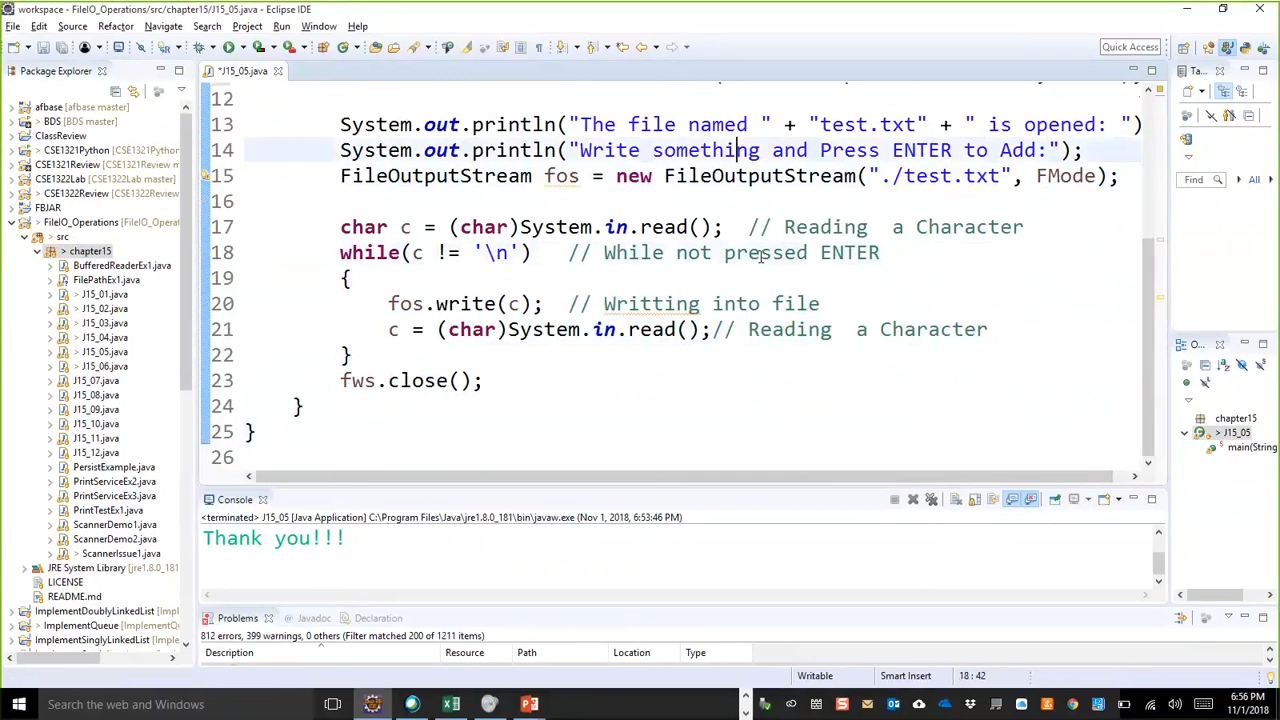 workspace - FileIO_Operations/src/chapter15/J15_05.java - Eclipse IDE
File Edit Source Refactor Navigate Search Project Run Window Help
Quick Access
Package Explorer
*J15_05.java
Ta...
afbase [afbase master]
BDS [BDS master]
ClassReview
CSE1321Python [CSE1321Python
CSE1321Review
CSE1322Lab
CSE1322Review
FBJAR
FileIO_Operations [FileIO_Operations
src
> chapter15
BufferedReaderEx1.java
FilePathEx1.java
> J15_01.java
> J15_02.java
> J15_03.java
> J15_04.java
> J15_05.java
> J15_06.java
J15_07.java
J15_08.java
J15_09.java
J15_10.java
J15_11.java
J15_12.java
PersistExample.java
PrintServiceEx2.java
PrintServiceEx3.java
PrintTestEx1.java
ScannerDemo1.java
ScannerDemo2.java
> ScannerIssue1.java
JRE System Library [jre1.8.0_181]
LICENSE
README.md
ImplementDoublyLinkedList
ImplementQueue
ImplementSinglyLinkedList
12
13 System.out.println("The file named " + "test.txt" + " is opened: ")
14 System.out.println("Write something and Press ENTER to Add:");
15 FileOutputStream fos = new FileOutputStream("./test.txt", FMode);
16
17 char c = (char)System.in.read(); // Reading a Character
18 while(c != '\n') // While not pressed ENTER
19 {
20 fos.write(c); // Writting into file
21 c = (char)System.in.read();// Reading a Character
22 }
23 fws.close();
24 }
25 }
26
Find All
O...
chapter15
> J15_05
main(String
Console
<terminated> J15_05 [Java Application] C:\Program Files\Java\jre1.8.0_181\bin\javaw.exe (Nov 1, 2018, 6:53:46 PM)
Thank you!!!
Problems Javadoc Declaration
812 errors, 399 warnings, 0 others (Filter matched 200 of 1211 items)
Description Resource Path Location Type
Writable Smart Insert 18 : 42
Search the web and Windows
6:56 PM
11/1/2018